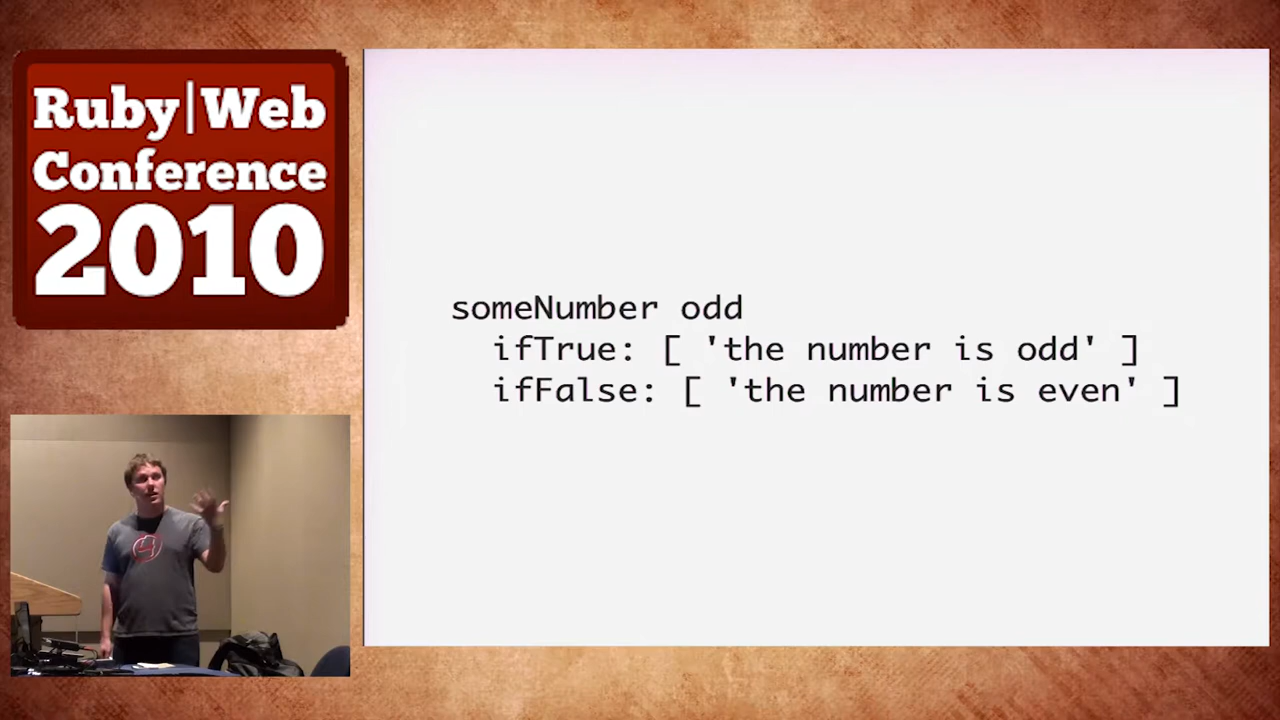 Ruby|Web
Conference
2010
someNumber odd
ifTrue: [ 'the number is odd' ]
ifFalse: [ 'the number is even' ]